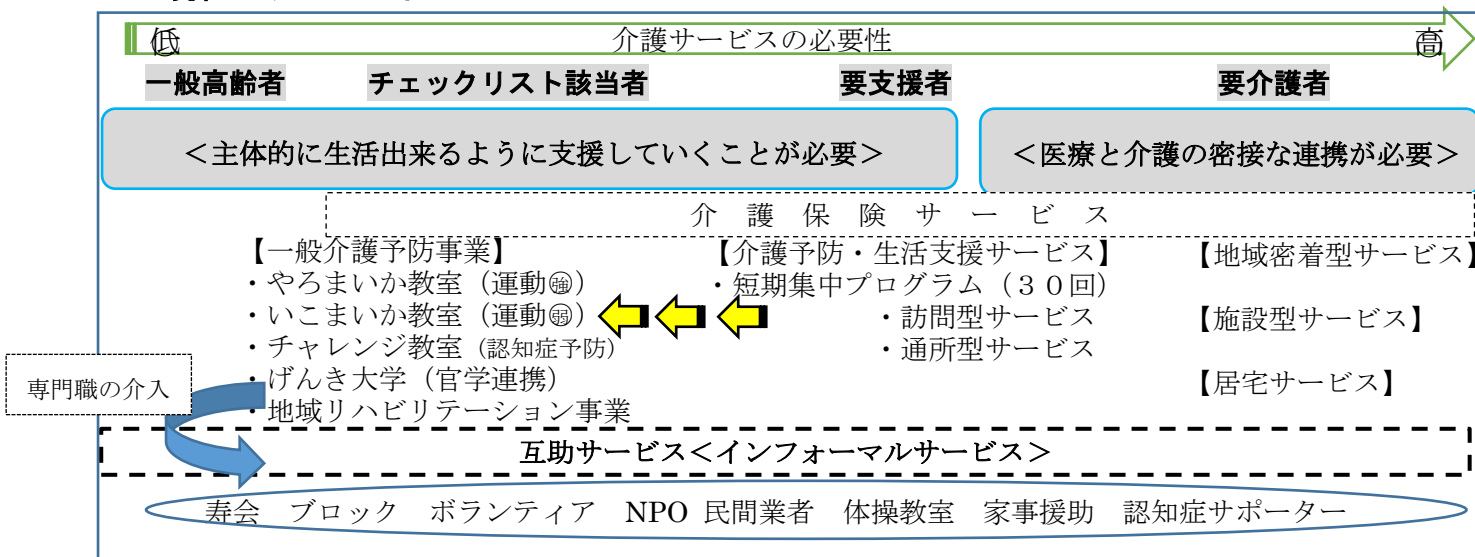 低 介護サービスの必要性 高
一般高齢者 チェックリスト該当者 要支援者 要介護者
＜主体的に生活出来るように支援していくことが必要＞ ＜医療と介護の密接な連携が必要＞
介護保険サービス
【一般介護予防事業】 【介護予防・生活支援サービス】 【地域密着型サービス】
・やろまいか教室（運動㊥強） ・短期集中プログラム（３０回）
・いこまいか教室（運動弱） ・訪問型サービス 【施設型サービス】
・チャレンジ教室（認知症予防） ・通所型サービス
専門職の介入 ・げんき大学（官学連携） 【居宅サービス】
・地域リハビリテーション事業
互助サービス＜インフォーマルサービス＞
寿会 ブロック ボランティア NPO 民間業者 体操教室 家事援助 認知症サポーター